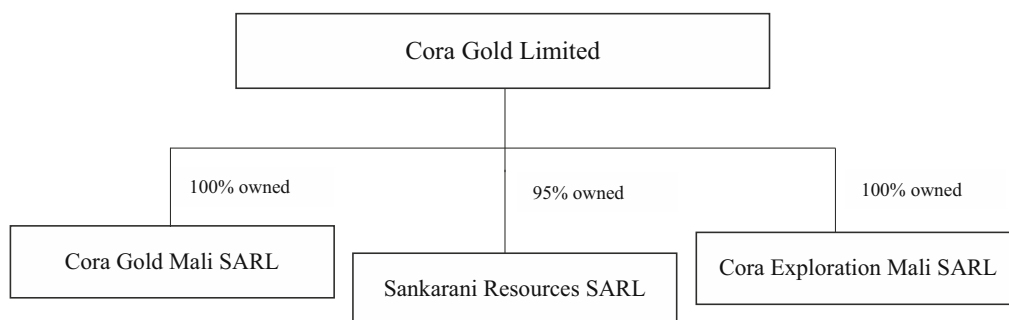 Cora Gold Limited
100% owned
95% owned
100% owned
Cora Gold Mali SARL
Sankarani Resources SARL
Cora Exploration Mali SARL